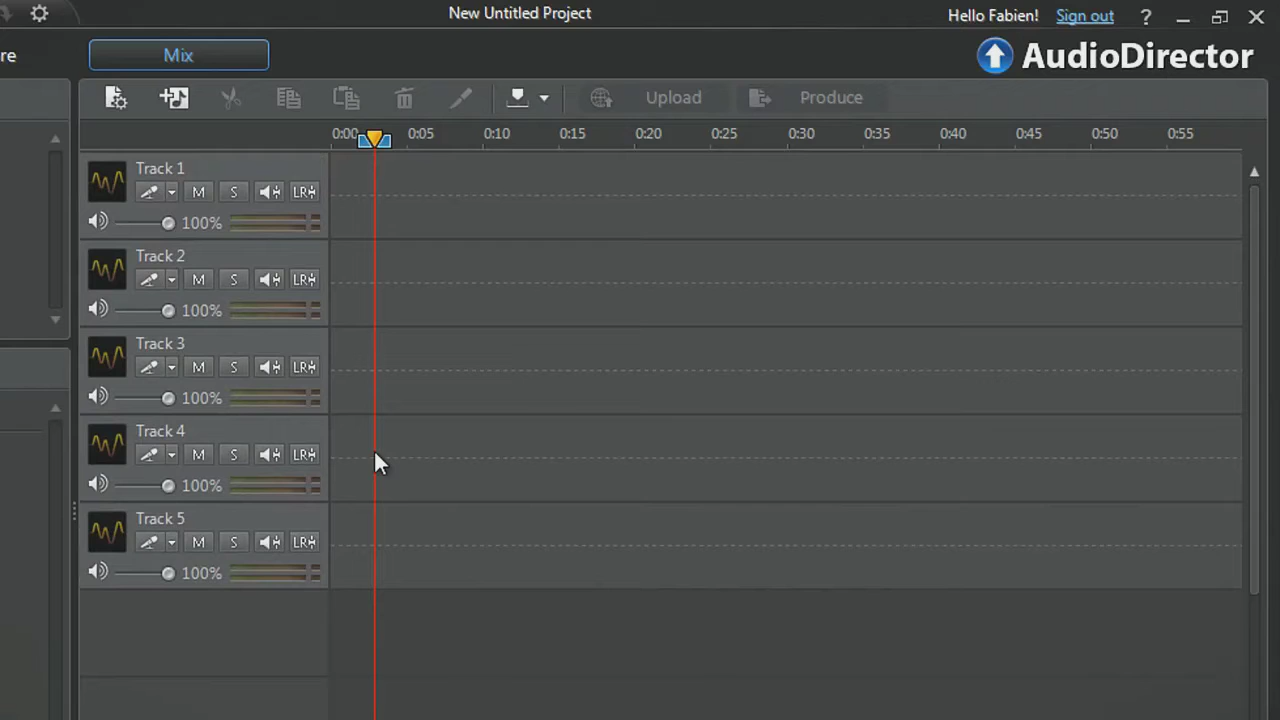 New Untitled Project
Hello Fabien! Sign out ?
re
Mix
AudioDirector
Upload Produce
0:00 0:05 0:10 0:15 0:20 0:25 0:30 0:35 0:40 0:45 0:50 0:55
Track 1
M S LR
100%
Track 2
M S LR
100%
Track 3
M S LR
100%
Track 4
M S LR
100%
Track 5
M S LR
100%